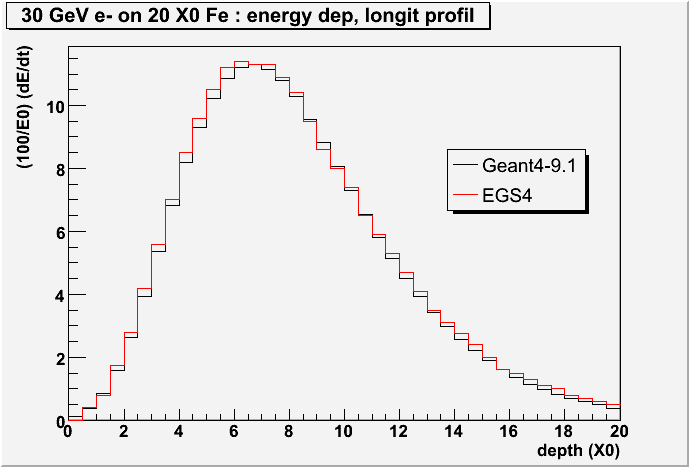 30 GeV e- on 20 X0 Fe : energy dep, longit profil
(100/E0) (dE/dt)
10
8
6
4
2
0
Geant4-9.1
EGS4
0 2 4 6 8 10 12 14 16 18 20
depth (X0)